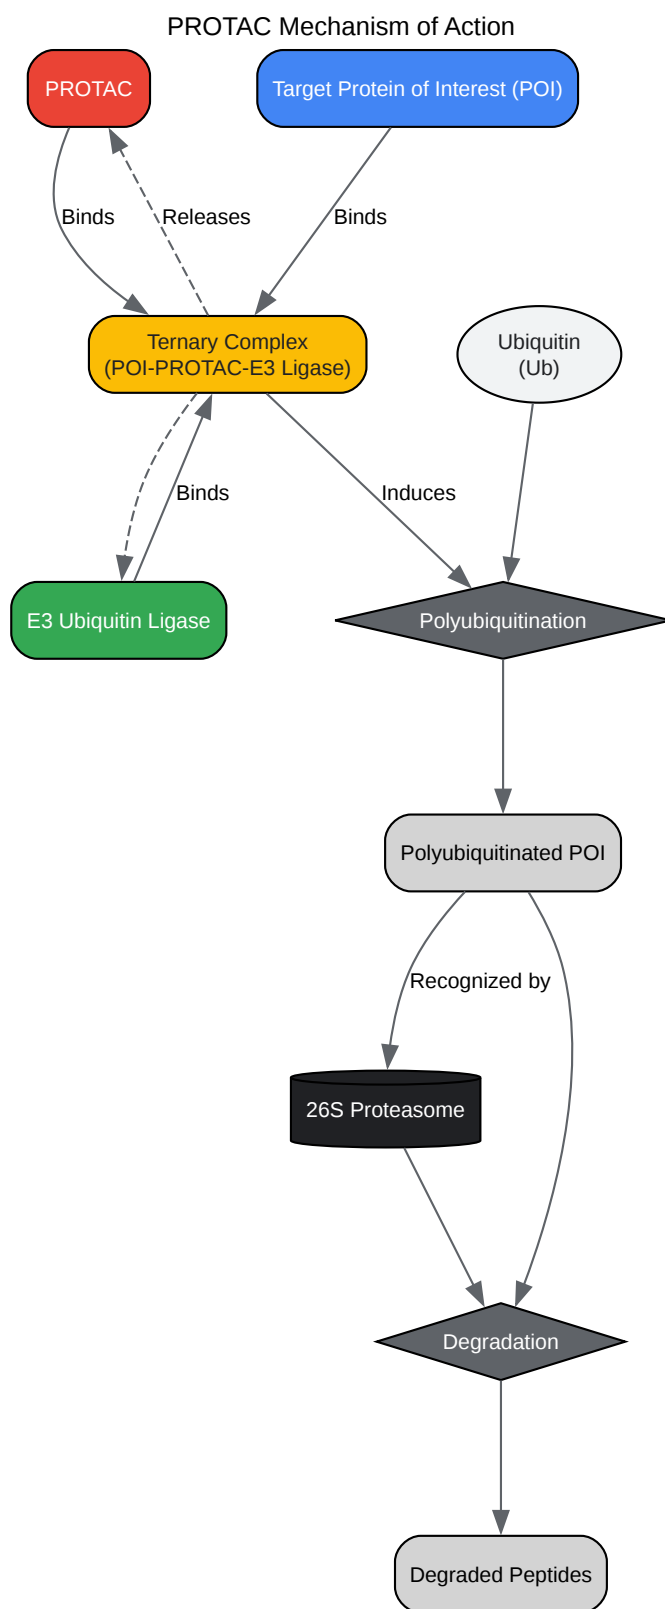 PROTAC Mechanism of Action
PROTAC
Target Protein of Interest (POI)
Binds
Releases
Binds
Ternary Complex
(POI-PROTAC-E3 Ligase)
Ubiquitin
(Ub)
Binds
Induces
E3 Ubiquitin Ligase
Polyubiquitination
Polyubiquitinated POI
Recognized by
26S Proteasome
Degradation
Degraded Peptides